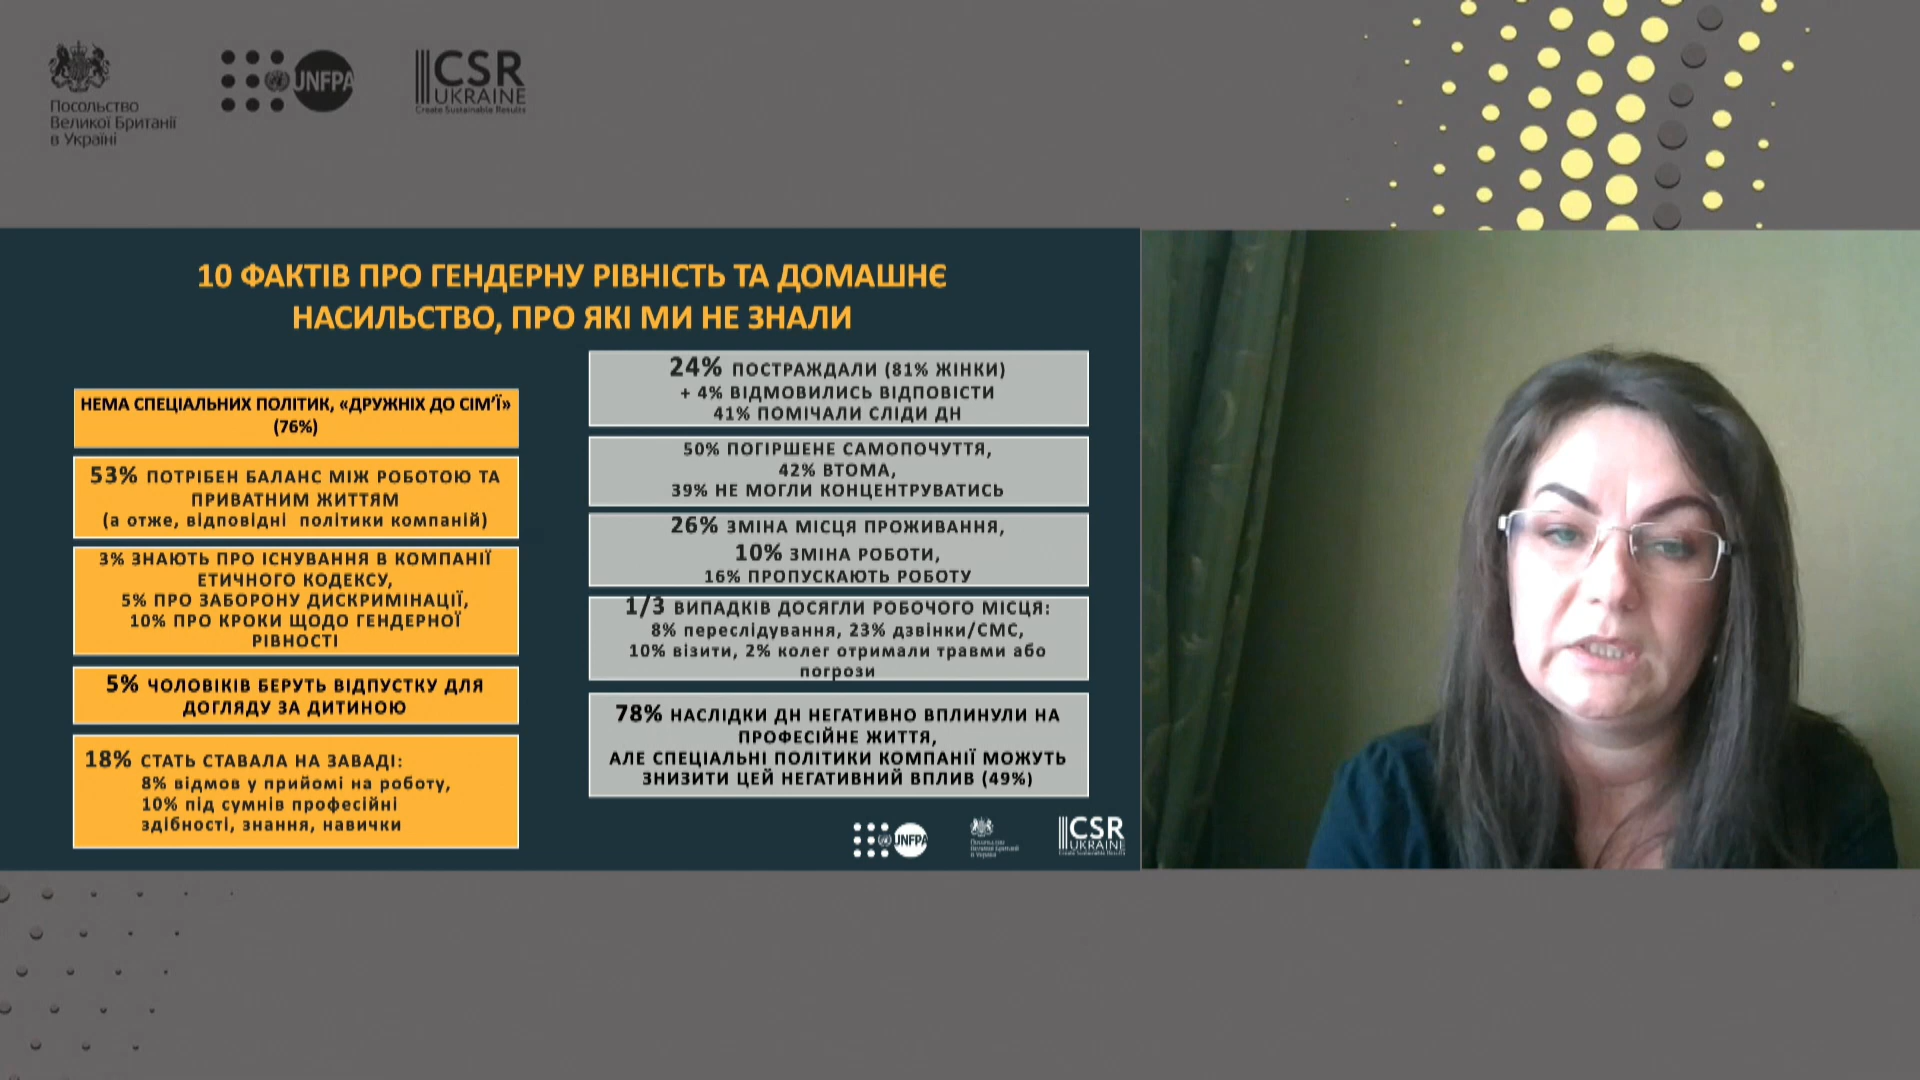 Посольство
Великої Британії
в Україні
UNFPA
CSR
UKRAINE
Create Sustainable Results
10 ФАКТІВ ПРО ГЕНДЕРНУ РІВНІСТЬ ТА ДОМАШНЄ
НАСИЛЬСТВО, ПРО ЯКІ МИ НЕ ЗНАЛИ
НЕМА СПЕЦІАЛЬНИХ ПОЛІТИК, «ДРУЖНІХ ДО СІМ'Ї»
(76%)
53% ПОТРІБЕН БАЛАНС МІЖ РОБОТОЮ ТА
ПРИВАТНИМ ЖИТТЯМ
(а отже, відповідні політики компаній)
3% ЗНАЮТЬ ПРО ІСНУВАННЯ В КОМПАНІЇ
ЕТИЧНОГО КОДЕКСУ,
5% ПРО ЗАБОРОНУ ДИСКРИМІНАЦІЇ,
10% ПРО КРОКИ ЩОДО ГЕНДЕРНОЇ
РІВНОСТІ
5% ЧОЛОВІКІВ БЕРУТЬ ВІДПУСТКУ ДЛЯ
ДОГЛЯДУ ЗА ДИТИНОЮ
18% СТАТЬ СТАВАЛА НА ЗАВАДІ:
8% відмов у прийомі на роботу,
10% під сумнів професійні
здібності, знання, навички
24% ПОСТРАЖДАЛИ (81% ЖІНКИ)
+ 4% ВІДМОВИЛИСЬ ВІДПОВІСТИ
41% ПОМІЧАЛИ СЛІДИ ДН
50% ПОГІРШЕНЕ САМОПОЧУТТЯ,
42% ВТОМА,
39% НЕ МОГЛИ КОНЦЕНТРУВАТИСЬ
26% ЗМІНА МІСЦЯ ПРОЖИВАННЯ,
10% ЗМІНА РОБОТИ,
16% ПРОПУСКАЮТЬ РОБОТУ
1/3 ВИПАДКІВ ДОСЯГЛИ РОБОЧОГО МІСЦЯ:
8% переслідування, 23% дзвінки/СМС,
10% візити, 2% колег отримали травми або
погрози
78% НАСЛІДКИ ДН НЕГАТИВНО ВПЛИНУЛИ НА
ПРОФЕСІЙНЕ ЖИТТЯ,
АЛЕ СПЕЦІАЛЬНІ ПОЛІТИКИ КОМПАНІЇ МОЖУТЬ
ЗНИЗИТИ ЦЕЙ НЕГАТИВНИЙ ВПЛИВ (49%)
UNFPA
Посольство
Великої Британії
в Україні
CSR
UKRAINE
Create Sustainable Results